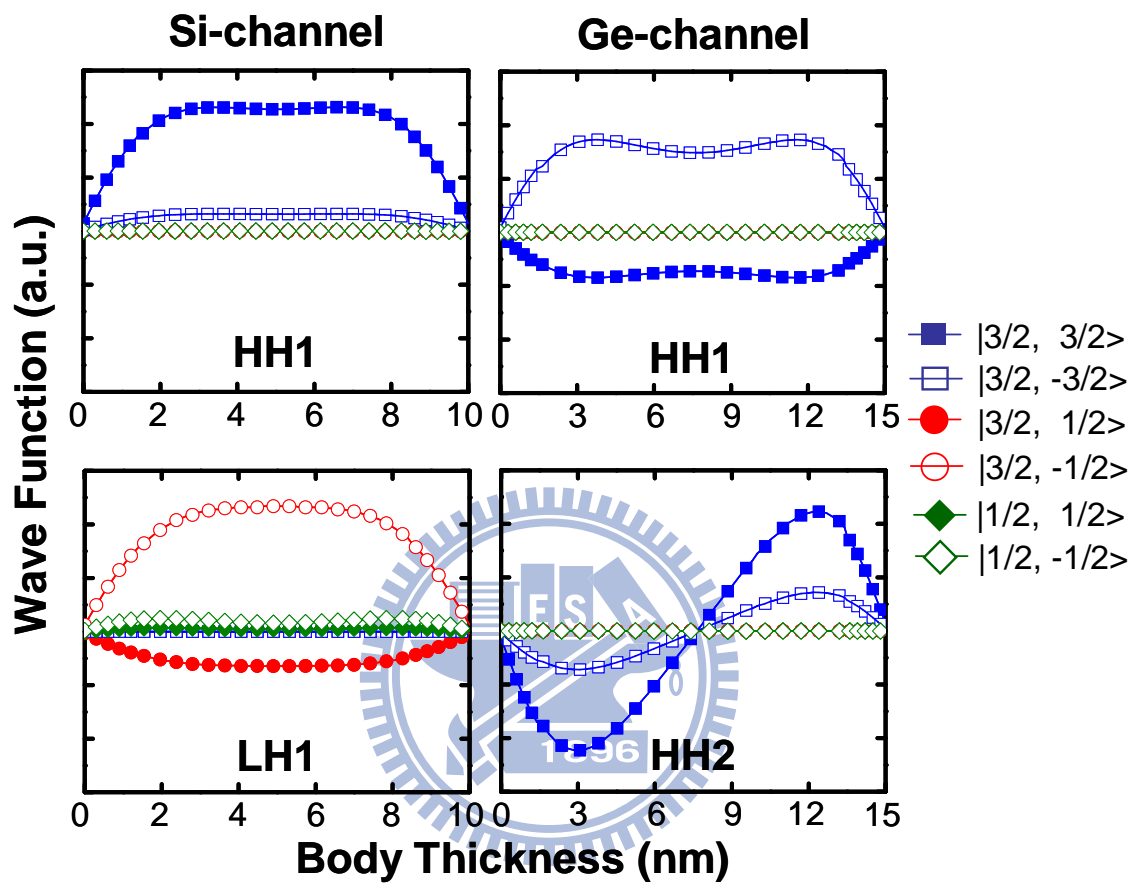 Si-channel
Ge-channel
Wave Function (a.u.)
HH1
0 2 4 6 8 10
HH1
0 3 6 9 12 15
|3/2, 3/2>
|3/2, -3/2>
|3/2, 1/2>
|3/2, -1/2>
|1/2, 1/2>
|1/2, -1/2>
ES
A
LH1
0 2 4 6 8 10
1896
HH2
0 3 6 9 12 15
Body Thickness (nm)